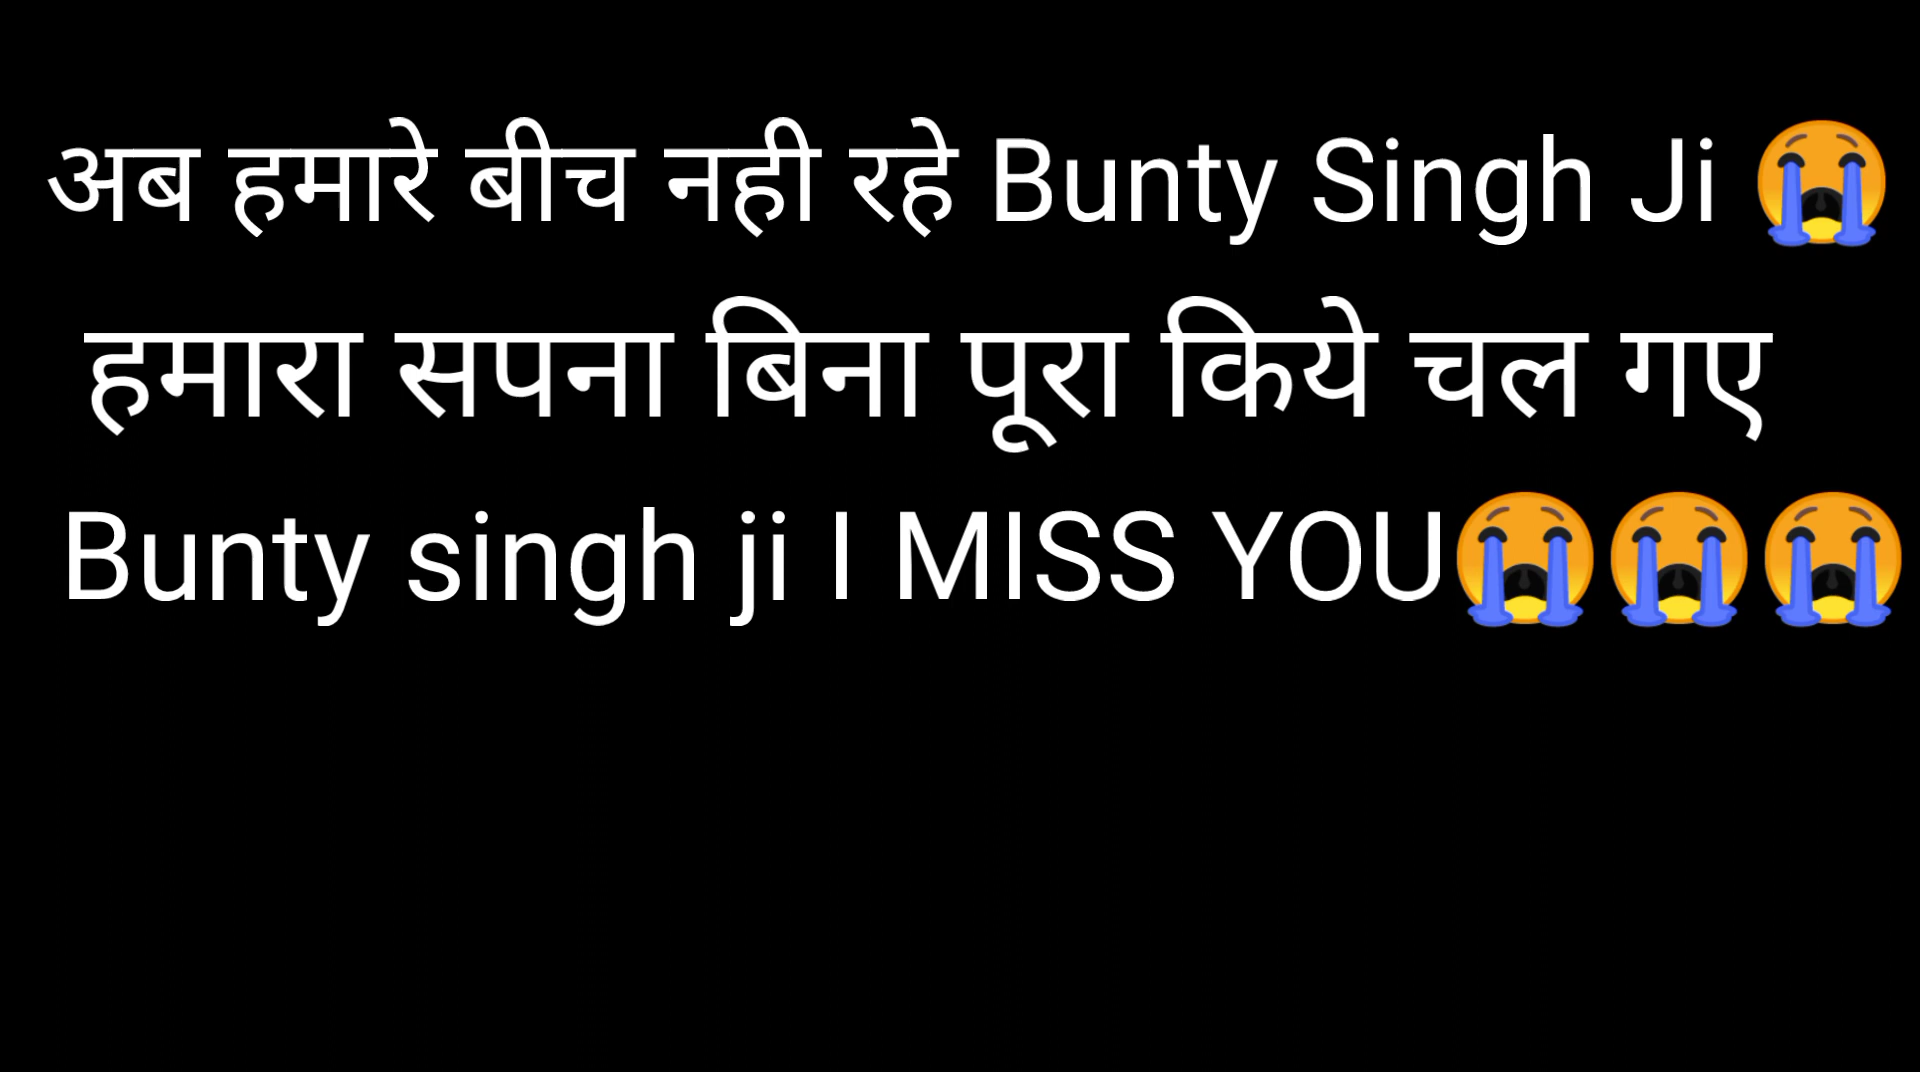 अब हमारे बीच नही रहे Bunty Singh Ji 😭
हमारा सपना बिना पूरा किये चल गए
Bunty singh ji I MISS YOU😭😭😭